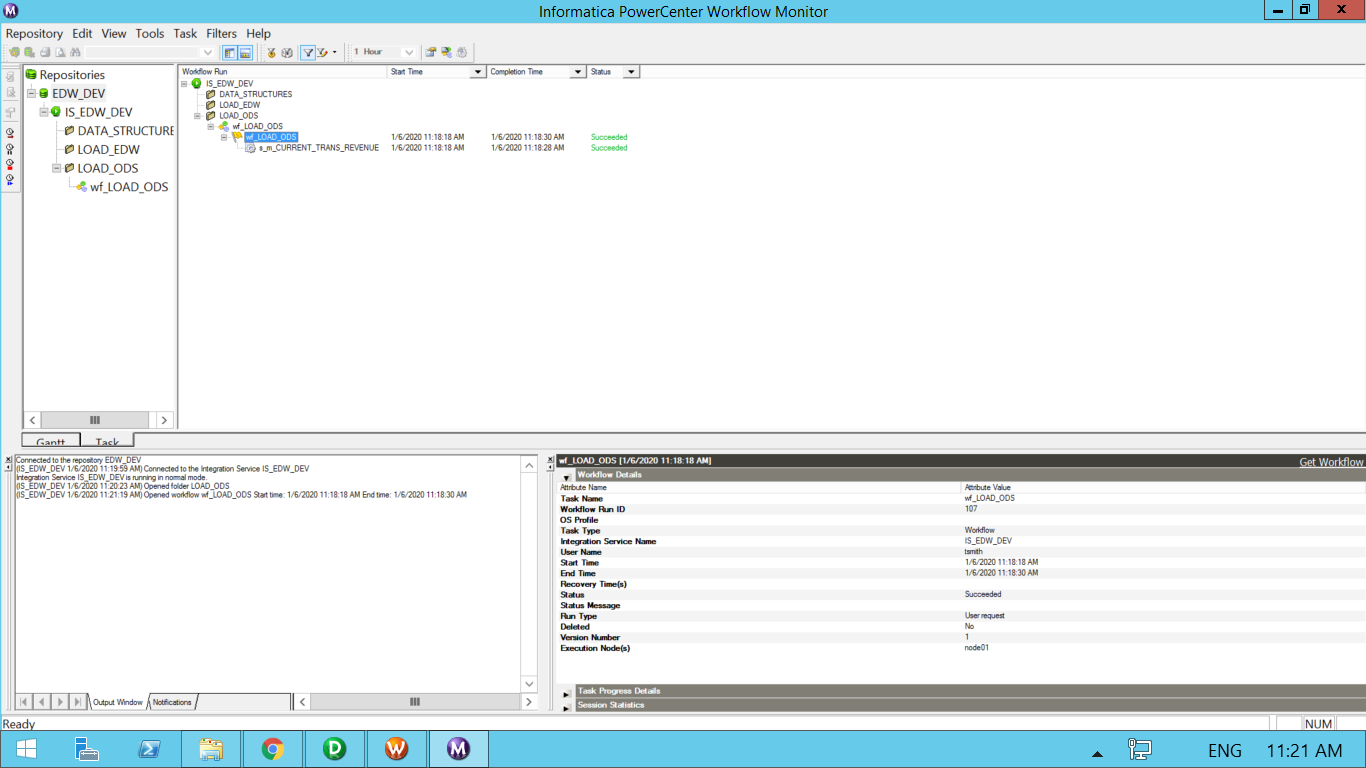 Informatica PowerCenter Workflow Monitor
Repository Edit View Tools Task Filters Help
1 Hour
Repositories
EDW_DEV
IS_EDW_DEV
DATA_STRUCTURE
LOAD_EDW
LOAD_ODS
wf_LOAD_ODS
Workflow Run Start Time Completion Time Status
IS_EDW_DEV
DATA_STRUCTURES
LOAD_EDW
LOAD_ODS
wf_LOAD_ODS
wf_LOAD_ODS 1/6/2020 11:18:18 AM 1/6/2020 11:18:30 AM Succeeded
s_m_CURRENT_TRANS_REVENUE 1/6/2020 11:18:18 AM 1/6/2020 11:18:28 AM Succeeded
Gantt Task
Connected to the repository EDW_DEV
(IS_EDW_DEV 1/6/2020 11:19:59 AM) Connected to the Integration Service IS_EDW_DEV
Integration Service IS_EDW_DEV is running in normal mode.
(IS_EDW_DEV 1/6/2020 11:20:23 AM) Opened folder LOAD_ODS
(IS_EDW_DEV 1/6/2020 11:21:19 AM) Opened workflow wf_LOAD_ODS Start time: 1/6/2020 11:18:18 AM End time: 1/6/2020 11:18:30 AM
Output Window Notifications
wf_LOAD_ODS [1/6/2020 11:18:18 AM] Get Workflow
Workflow Details
Attribute Name Attribute Value
Task Name wf_LOAD_ODS
Workflow Run ID 107
OS Profile
Task Type Workflow
Integration Service Name IS_EDW_DEV
User Name tsmith
Start Time 1/6/2020 11:18:18 AM
End Time 1/6/2020 11:18:30 AM
Recovery Time(s)
Status Succeeded
Status Message
Run Type User request
Deleted No
Version Number 1
Execution Node(s) node01
Task Progress Details
Session Statistics
Ready NUM
D W M ENG 11:21 AM